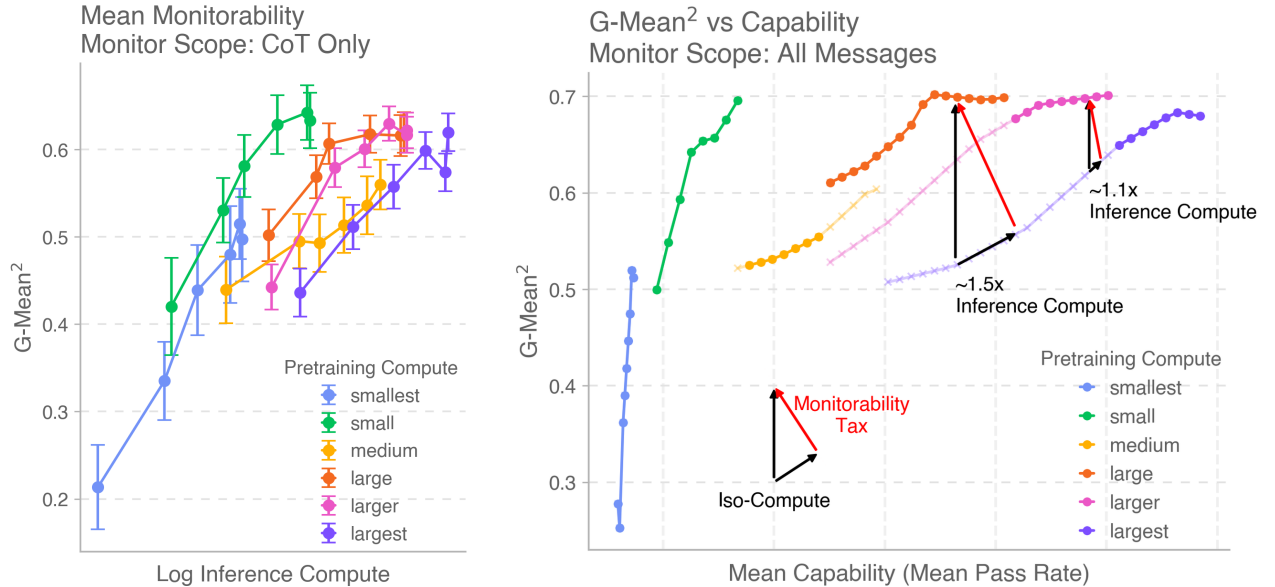 Mean Monitorability
Monitor Scope: CoT Only
G-Mean²
0.6
0.5
0.4
0.3
0.2
Pretraining Compute
smallest
small
medium
large
larger
largest
Log Inference Compute
G-Mean² vs Capability
Monitor Scope: All Messages
G-Mean²
0.7
0.6
0.5
0.4
0.3
~1.1x
Inference Compute
~1.5x
Inference Compute
Monitorability
Tax
Iso-Compute
Pretraining Compute
smallest
small
medium
large
larger
largest
Mean Capability (Mean Pass Rate)